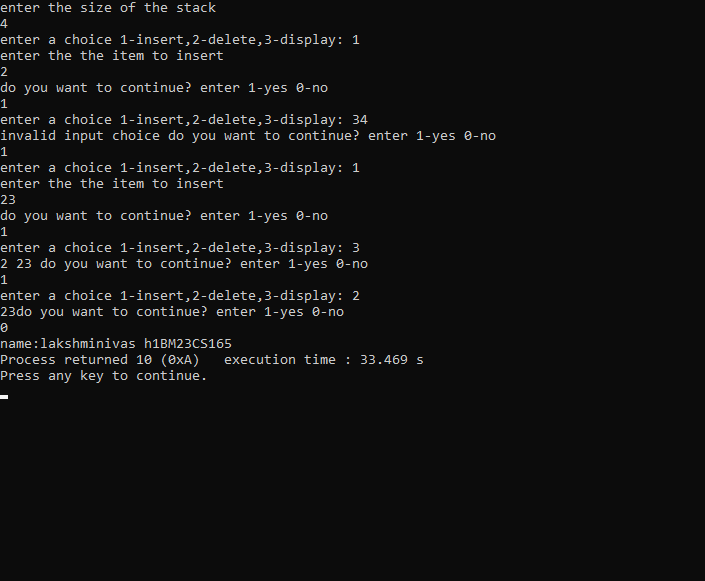 enter the size of the stack
4
enter a choice 1-insert,2-delete,3-display: 1
enter the the item to insert
2
do you want to continue? enter 1-yes 0-no
1
enter a choice 1-insert,2-delete,3-display: 34
invalid input choice do you want to continue? enter 1-yes 0-no
1
enter a choice 1-insert,2-delete,3-display: 1
enter the the item to insert
23
do you want to continue? enter 1-yes 0-no
1
enter a choice 1-insert,2-delete,3-display: 3
2 23 do you want to continue? enter 1-yes 0-no
1
enter a choice 1-insert,2-delete,3-display: 2
23do you want to continue? enter 1-yes 0-no
0
name:lakshminivas h1BM23CS165
Process returned 10 (0xA)   execution time : 33.469 s
Press any key to continue.